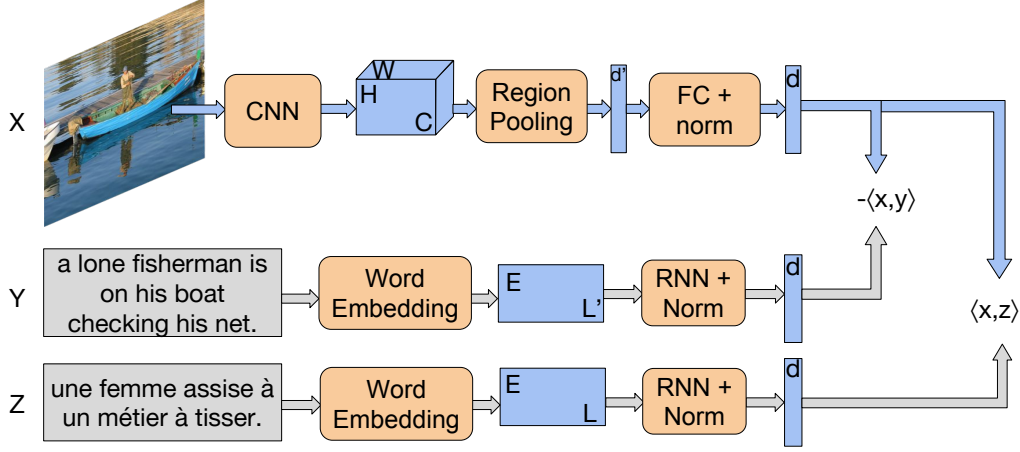 X
CNN
W
H
C
Region
Pooling
d'
FC +
norm
d
-⟨x,y⟩
⟨x,z⟩
Y
a lone fisherman is
on his boat
checking his net.
Word
Embedding
E
L'
RNN +
Norm
d
Z
une femme assise à
un métier à tisser.
Word
Embedding
E
L
RNN +
Norm
d